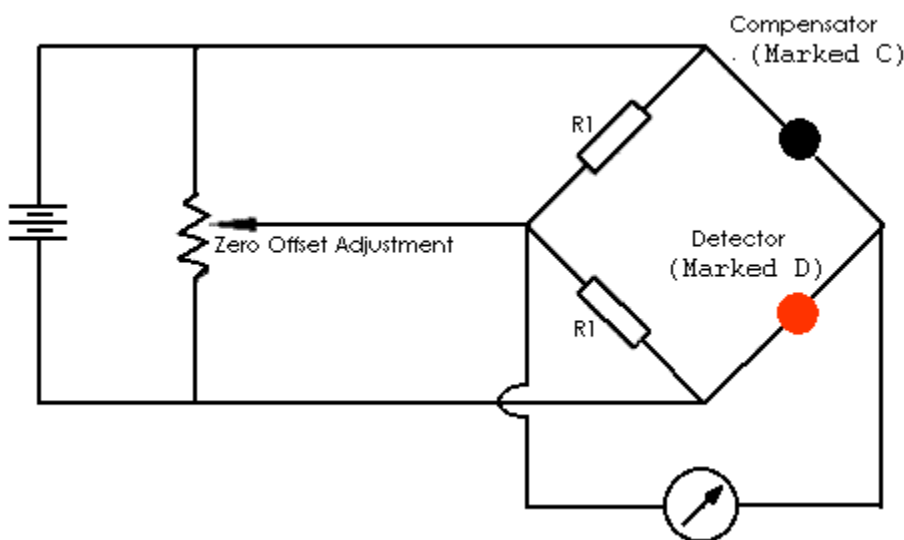 Compensator
(Marked C)
R1
Zero Offset Adjustment
Detector
(Marked D)
R1